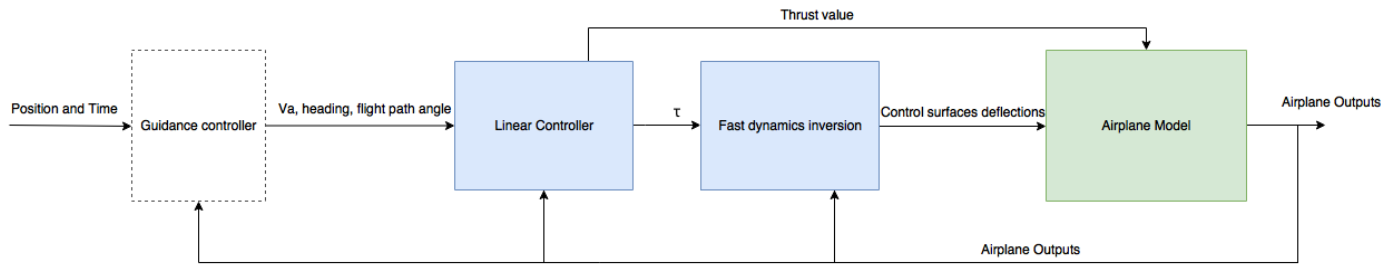 Thrust value
Position and Time
Guidance controller
Va, heading, flight path angle
Linear Controller
τ
Fast dynamics inversion
Control surfaces deflections
Airplane Model
Airplane Outputs
Airplane Outputs